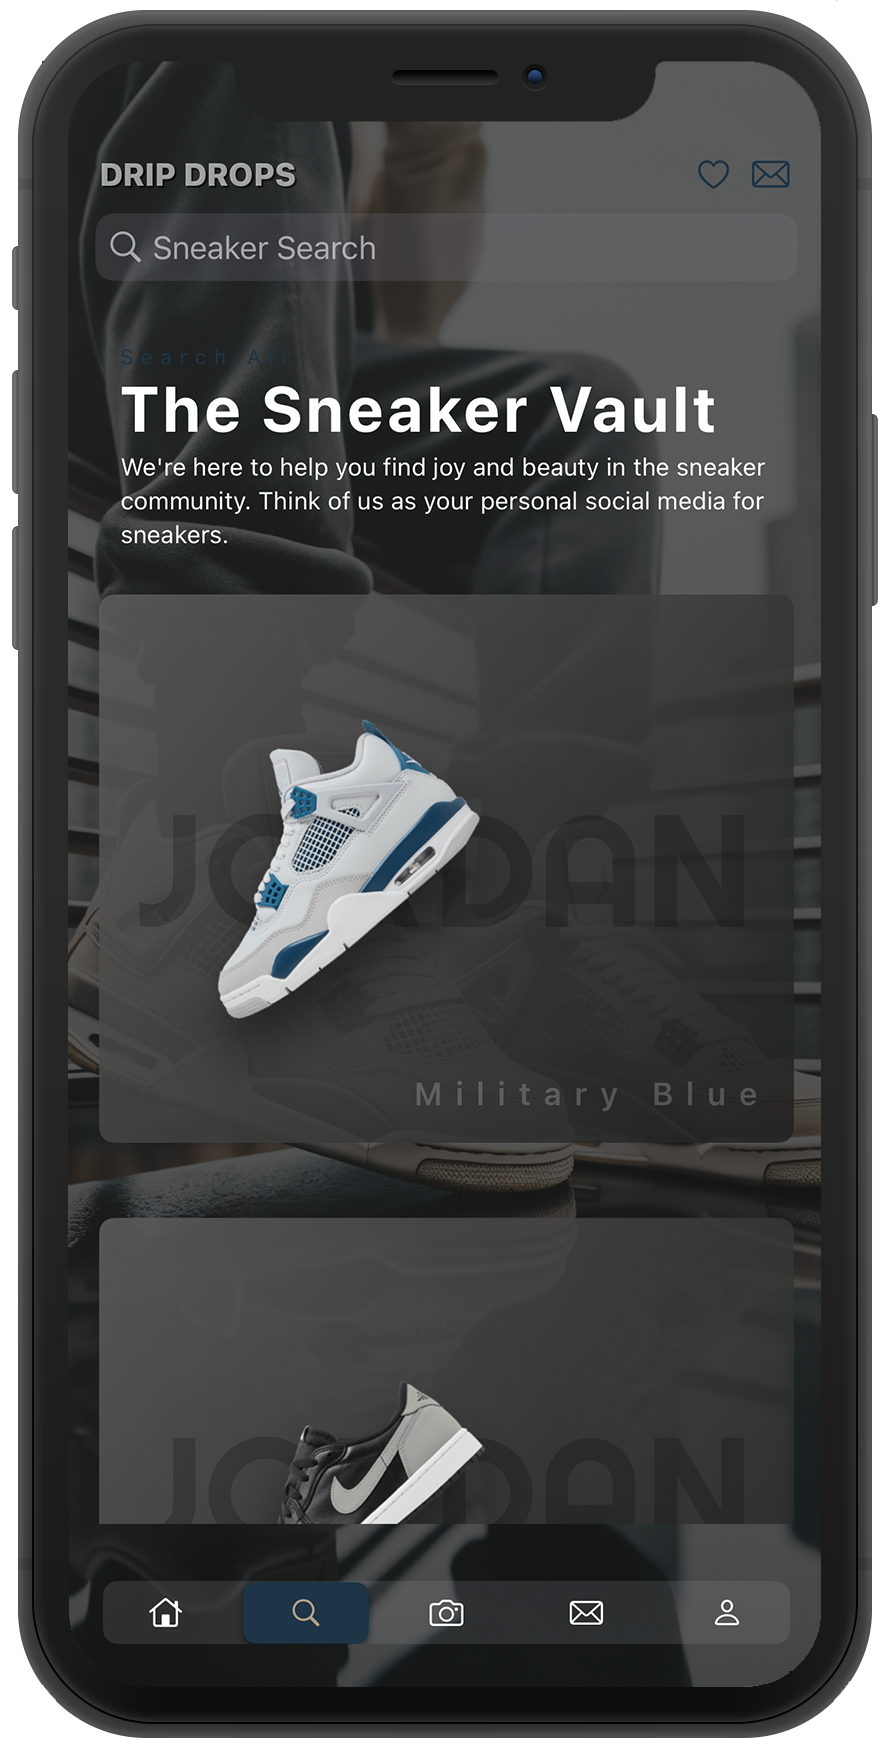 DRIP DROPS
Sneaker Search
Search All
The Sneaker Vault
We're here to help you find joy and beauty in the sneaker
community. Think of us as your personal social media for
sneakers.
JORDAN
Military Blue
JORDAN